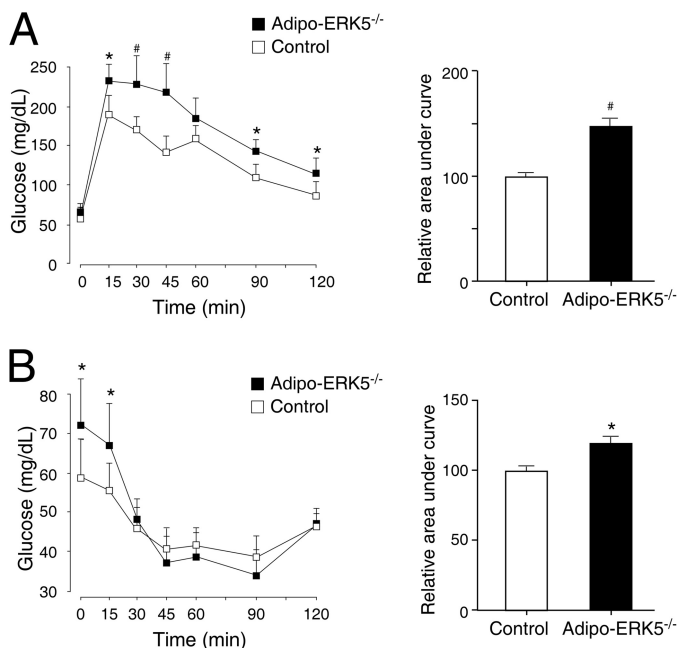 A
Adipo-ERK5-/-
Control
Glucose (mg/dL)
250
200
150
100
50
0
* # # * *
0 15 30 45 60 90 120
Time (min)
Relative area under curve
200
100
0
#
Control Adipo-ERK5-/-
B
Adipo-ERK5-/-
Control
Glucose (mg/dL)
80
70
60
50
40
30
* *
0 15 30 45 60 90 120
Time (min)
Relative area under curve
150
100
50
0
*
Control Adipo-ERK5-/-